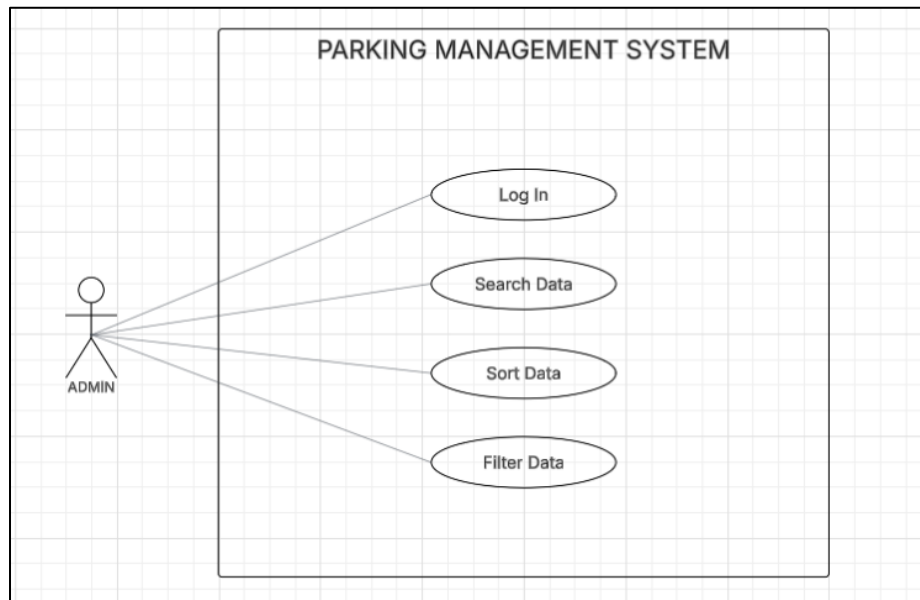 PARKING MANAGEMENT SYSTEM
Log In
Search Data
Sort Data
Filter Data
ADMIN